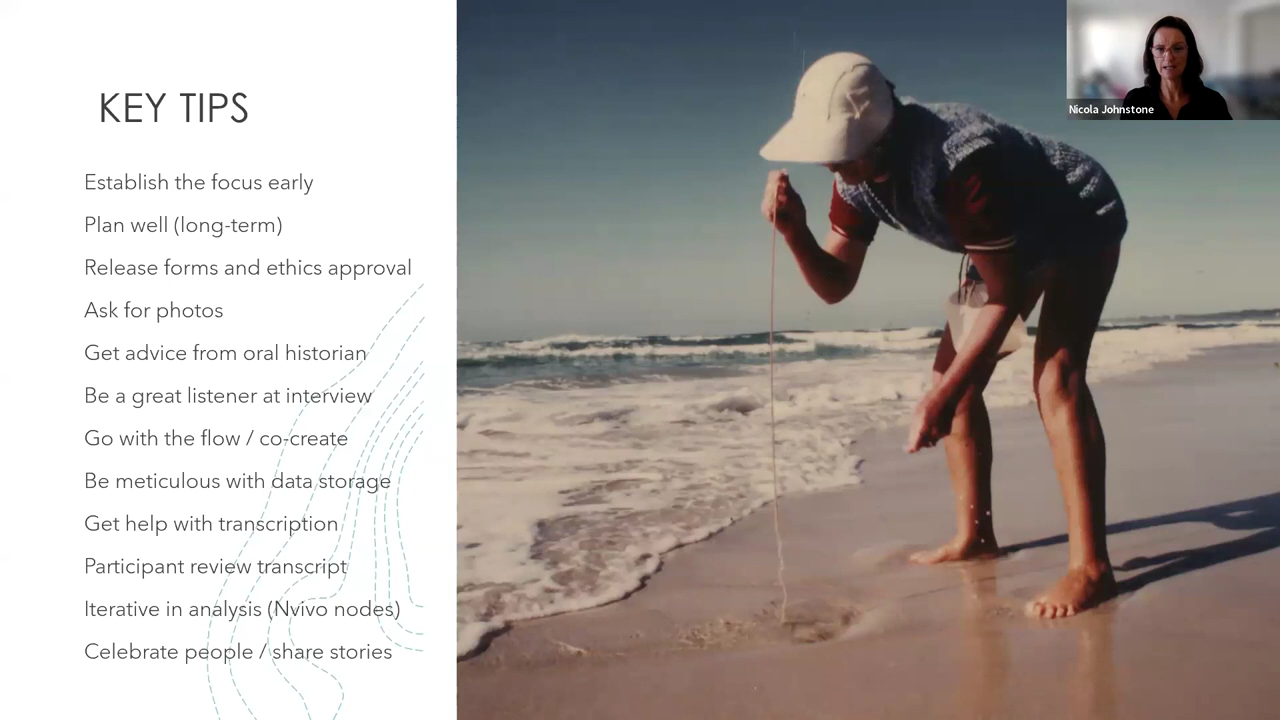 KEY TIPS
Establish the focus early
Plan well (long-term)
Release forms and ethics approval
Ask for photos
Get advice from oral historian
Be a great listener at interview
Go with the flow / co-create
Be meticulous with data storage
Get help with transcription
Participant review transcript
Iterative in analysis (Nvivo nodes)
Celebrate people / share stories
Nicola Johnstone